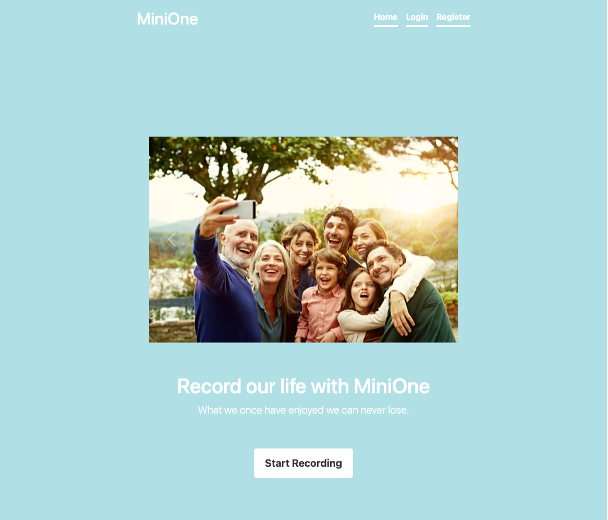 MiniOne
Home Login Register
Record our life with MiniOne
What we once have enjoyed we can never lose.
Start Recording